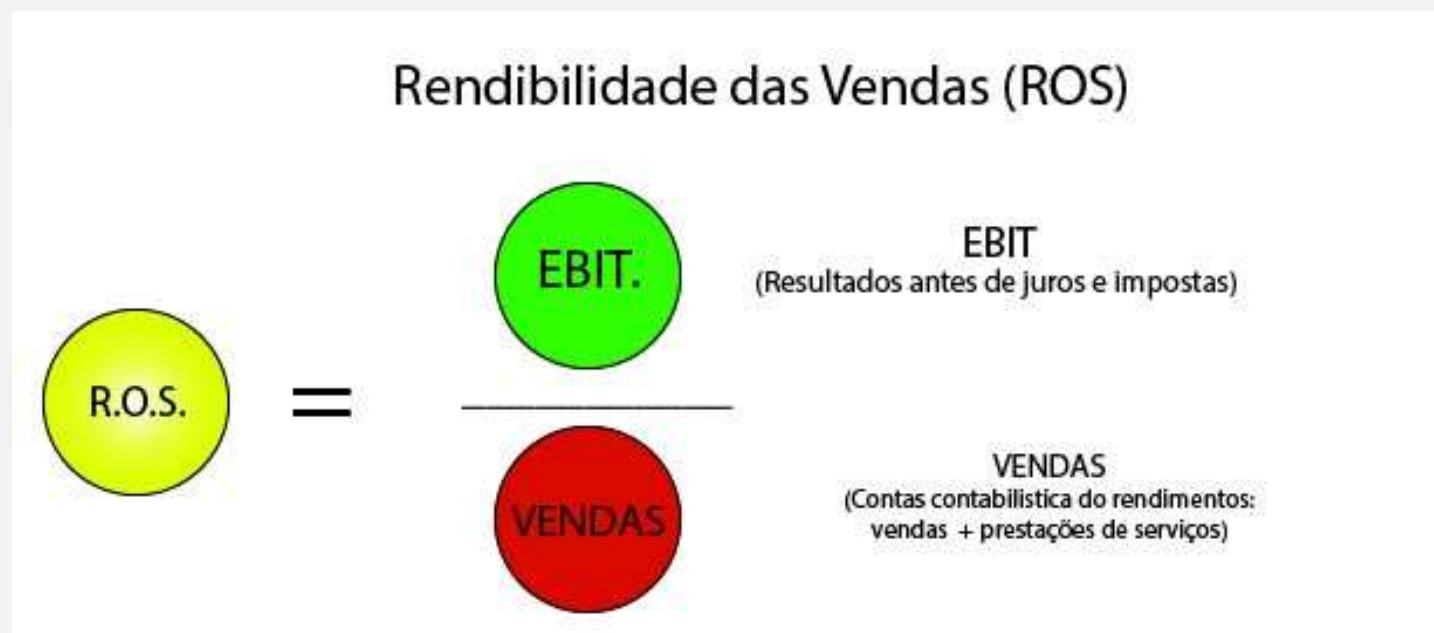 Rendibilidade das Vendas (ROS)
EBIT.
EBIT
(Resultados antes de juros e impostas)
R.O.S.
=
VENDAS
VENDAS
(Contas contabilistica do rendimentos:
vendas + prestações de serviços)